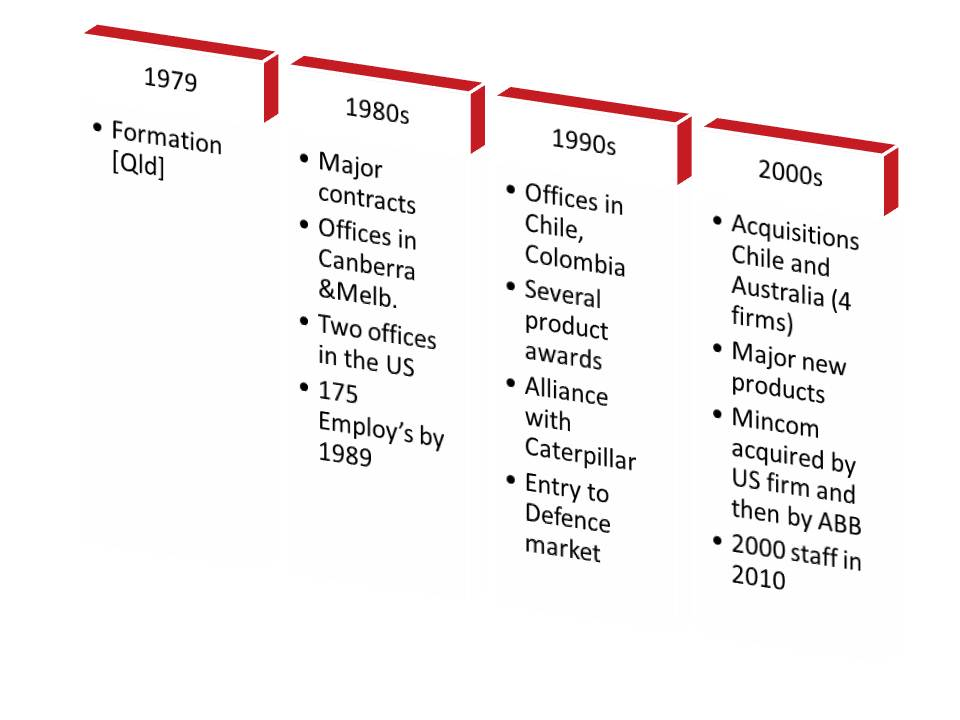 1979
• Formation
[Qld]
1980s
• Major
contracts
• Offices in
Canberra
&Melb.
• Two offices
in the US
• 175
Employ’s by
1989
1990s
• Offices in
Chile,
Colombia
• Several
product
awards
• Alliance
with
Caterpillar
• Entry to
Defence
market
2000s
• Acquisitions
Chile and
Australia (4
firms)
• Major new
products
• Mincom
acquired by
US firm and
then by ABB
• 2000 staff in
2010